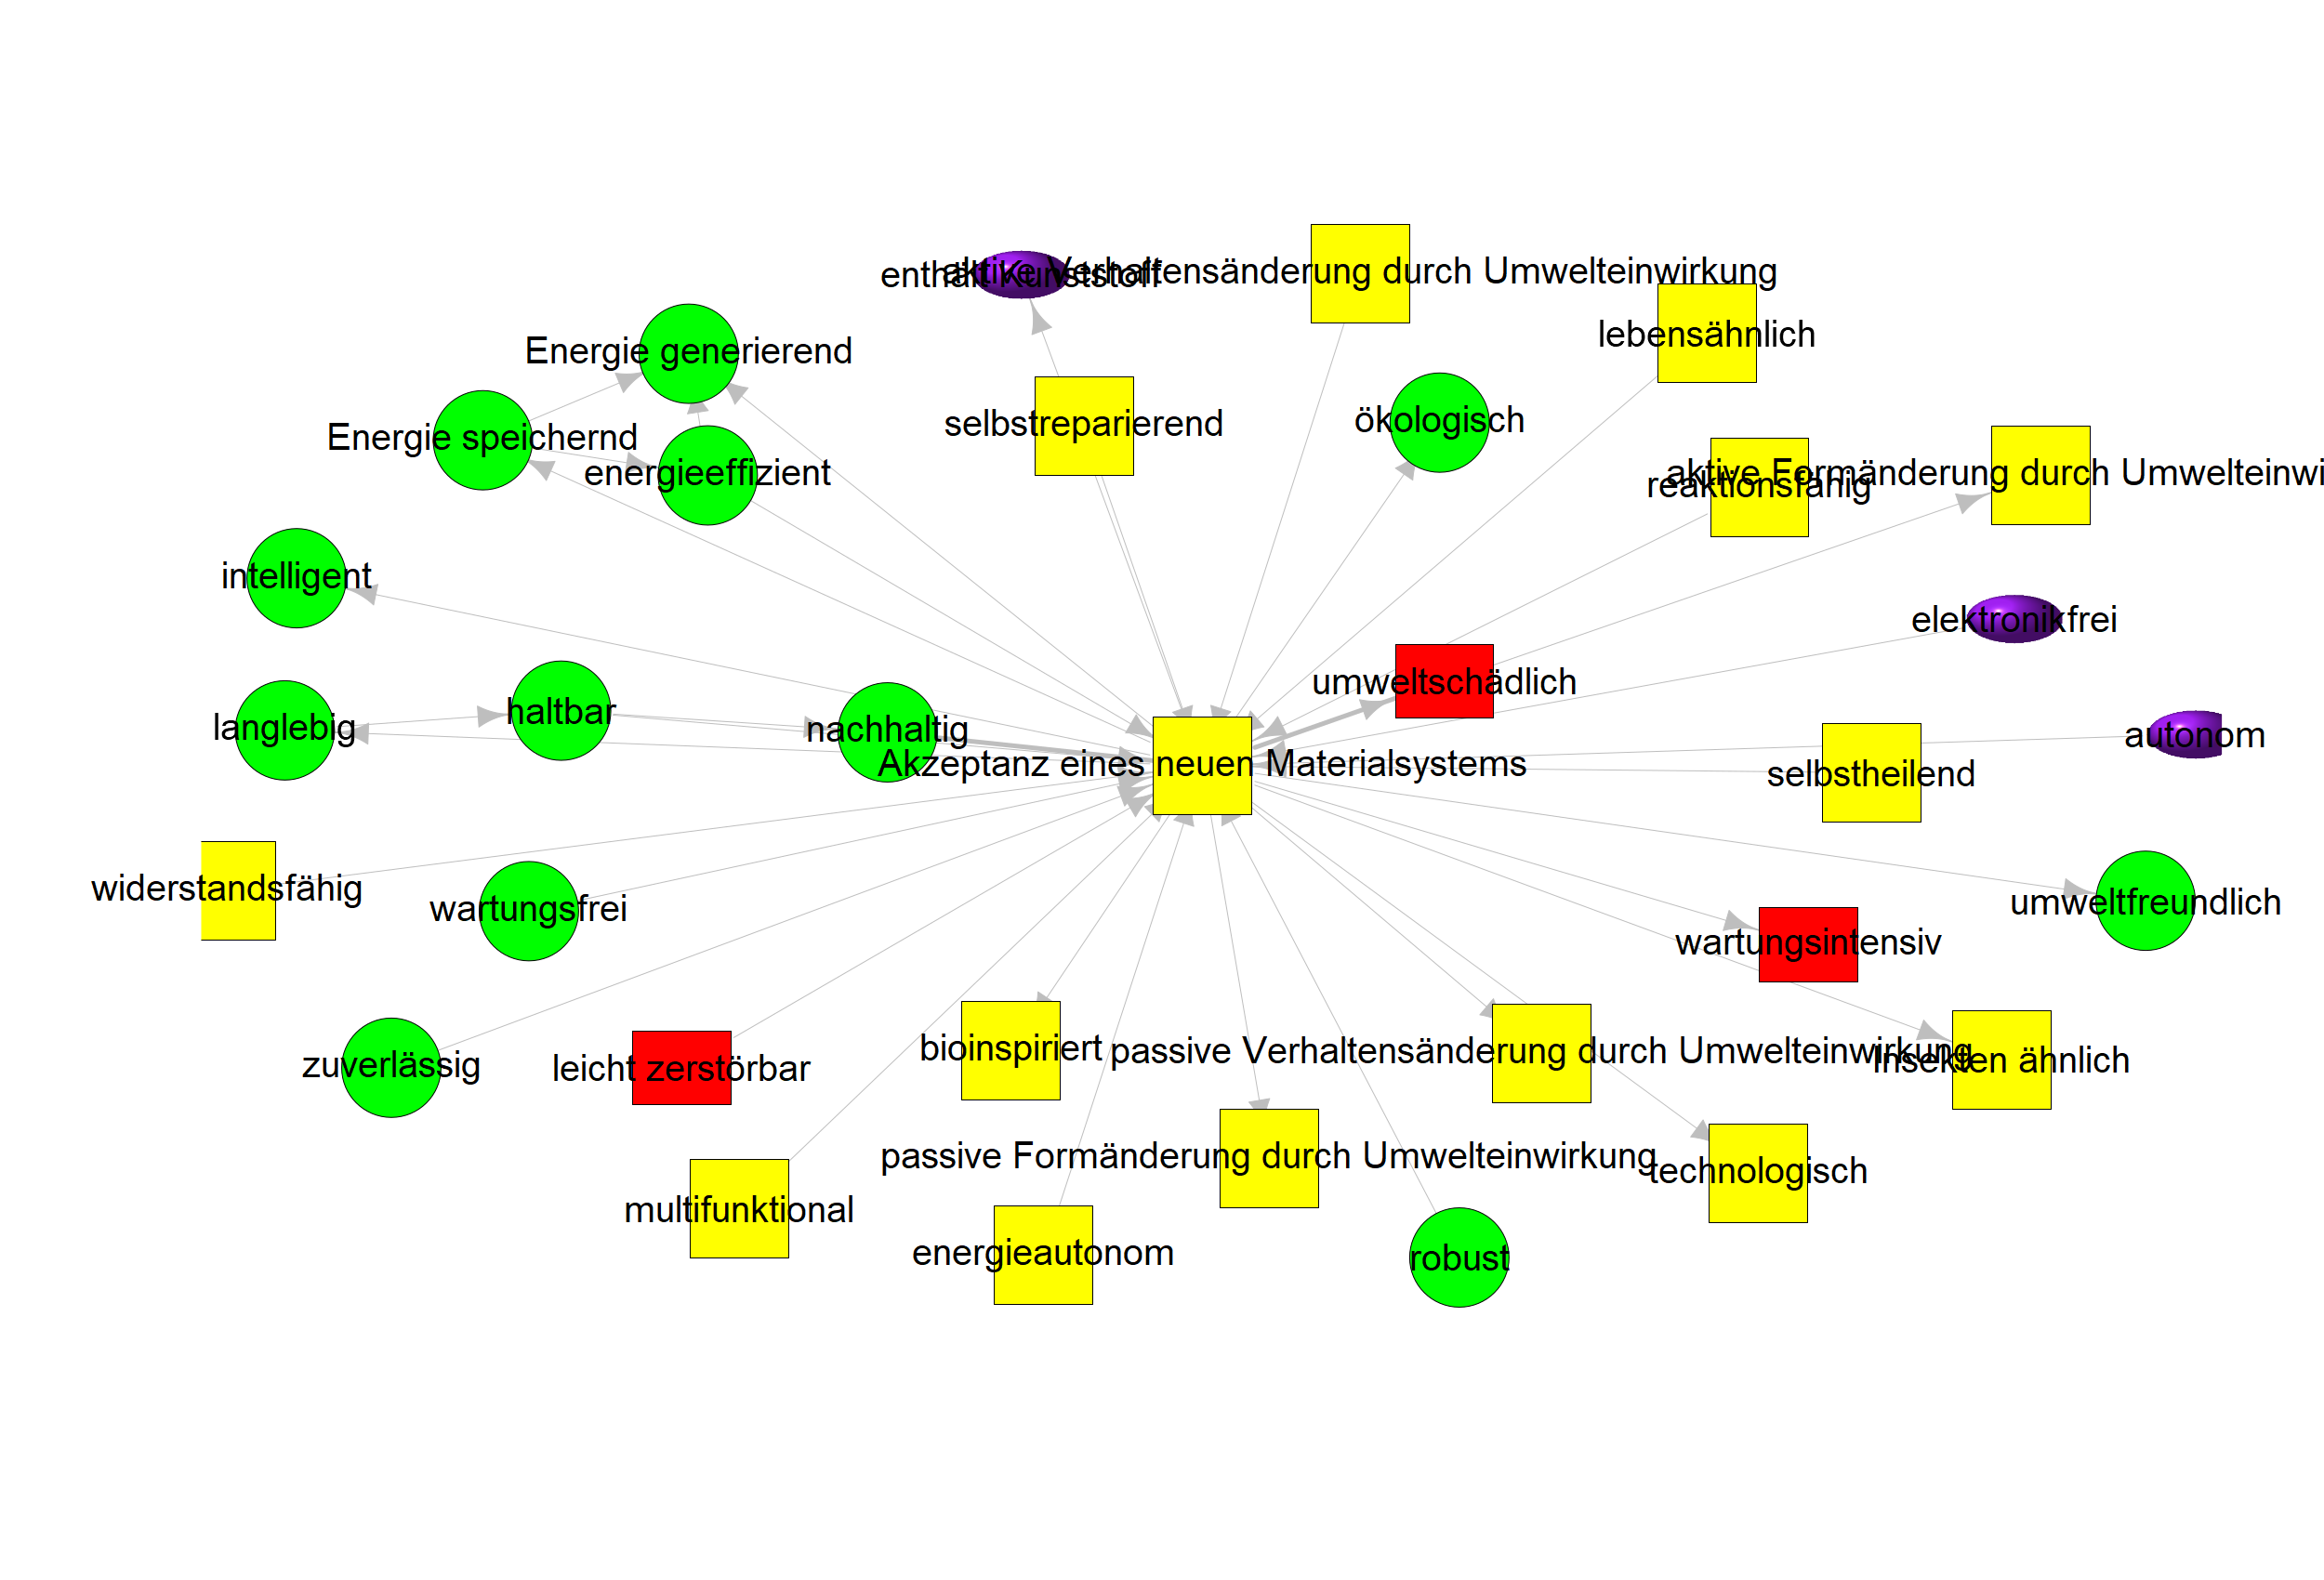 enthält Kunststoff
aktive Verhaltensänderung durch Umwelteinwirkung
lebensähnlich
Energie generierend
selbstreparierend
ökologisch
Energie speichernd
energieeffizient
aktive Formänderung durch Umwelteinwi
reaktionsfähig
intelligent
elektronikfrei
umweltschädlich
langlebig
haltbar
nachhaltig
autonom
Akzeptanz eines neuen Materialsystems
selbstheilend
widerstandsfähig
wartungsfrei
umweltfreundlich
wartungsintensiv
zuverlässig
leicht zerstörbar
bioinspiriert
passive Verhaltensänderung durch Umwelteinwirkung
Insekten ähnlich
passive Formänderung durch Umwelteinwirkung
technologisch
multifunktional
energieautonom
robust